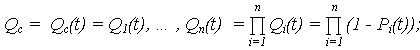 Q_c = Q_c(t) = Q_1(t), ... , Q_n(t) = ∏_{i=1}^{n} Q_i(t) = ∏_{i=1}^{n} (1 - P_i(t));